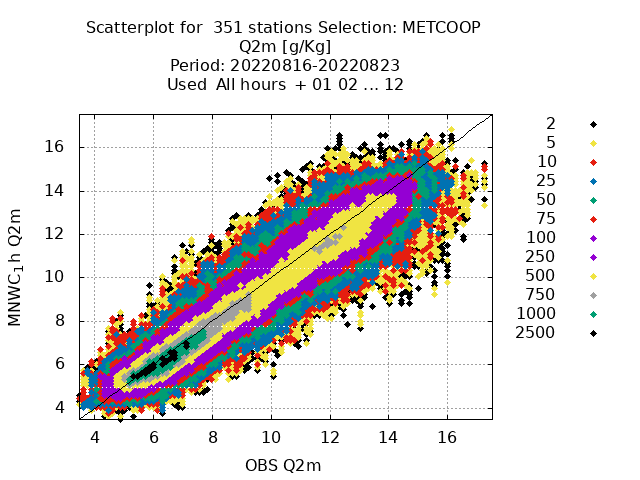 Scatterplot for  351 stations Selection: METCOOP
Q2m [g/Kg]
Period: 20220816-20220823
Used  All hours  + 01 02 ... 12
MNWC1h Q2m
16
14
12
10
8
6
4
4 6 8 10 12 14 16
OBS Q2m
2
5
10
25
50
75
100
250
500
750
1000
2500